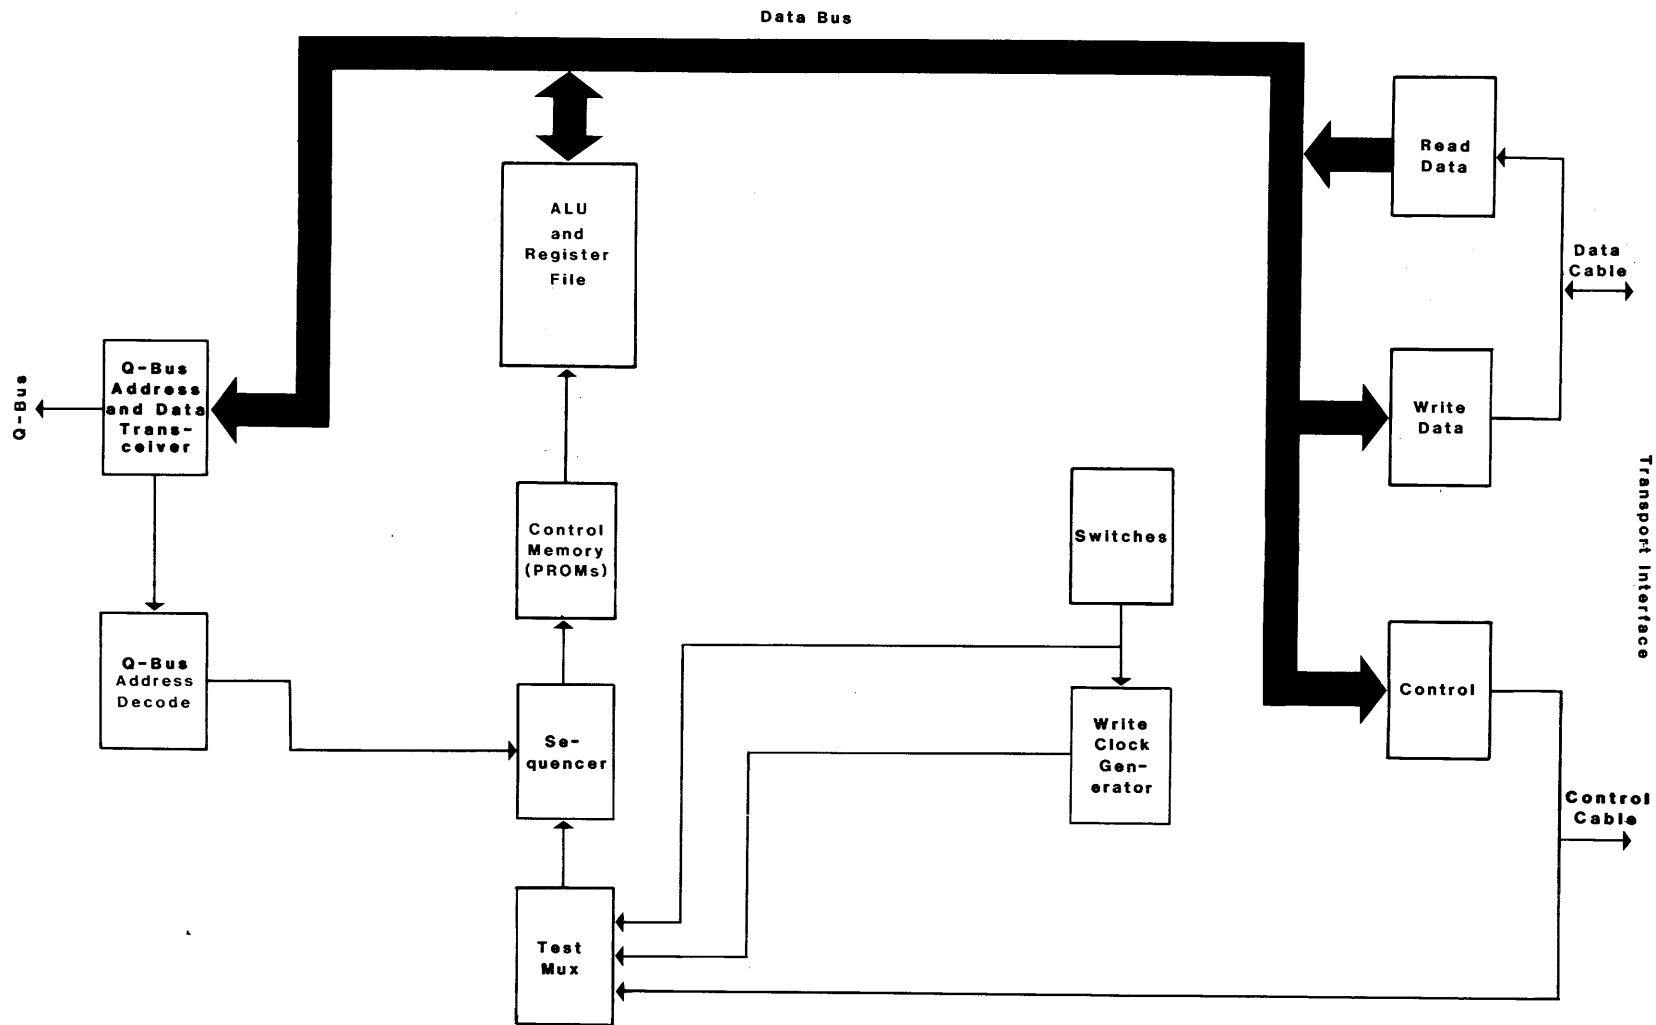 Data Bus
Read
Data
ALU
and
Register
File
Data
Cable
Q-Bus
Q-Bus
Address
and Data
Trans-
ceiver
Write
Data
Control
Memory
(PROMs)
Switches
Transport Interface
Q-Bus
Address
Decode
Se-
quencer
Write
Clock
Gen-
erator
Control
Control
Cable
Test
Mux